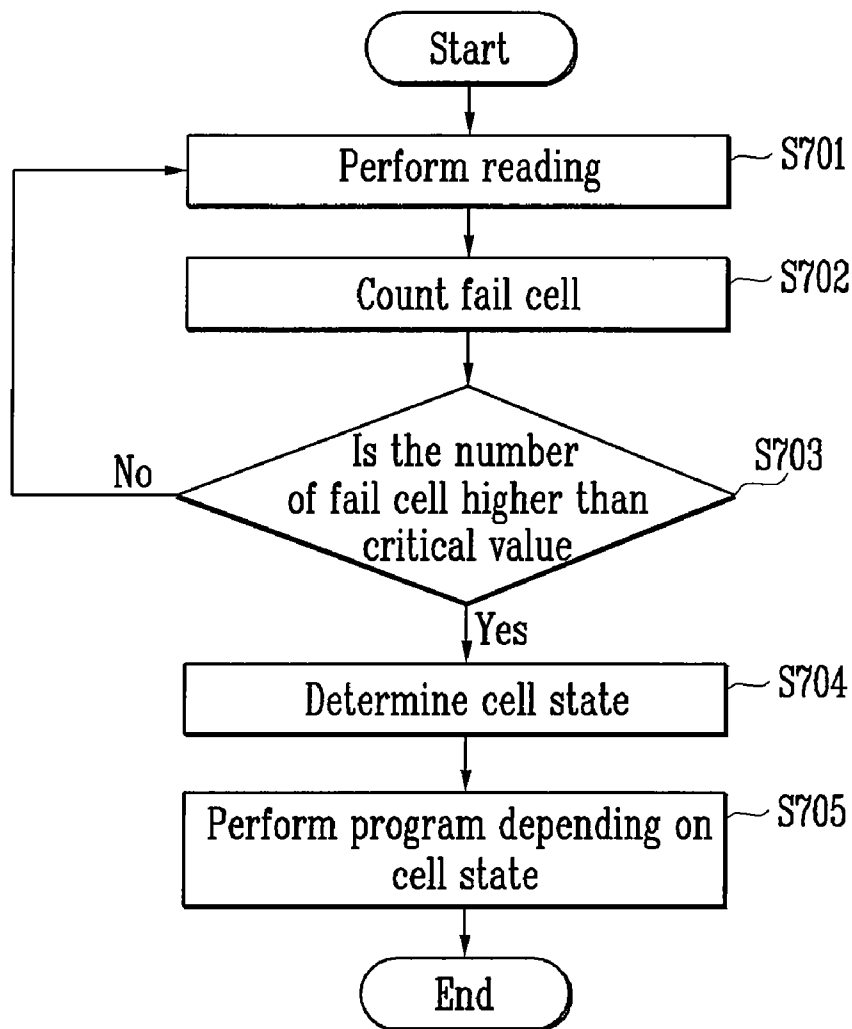 Start
Perform reading
S701
Count fail cell
S702
Is the number
of fail cell higher than
critical value
S703
No
Yes
Determine cell state
S704
Perform program depending on
cell state
S705
End